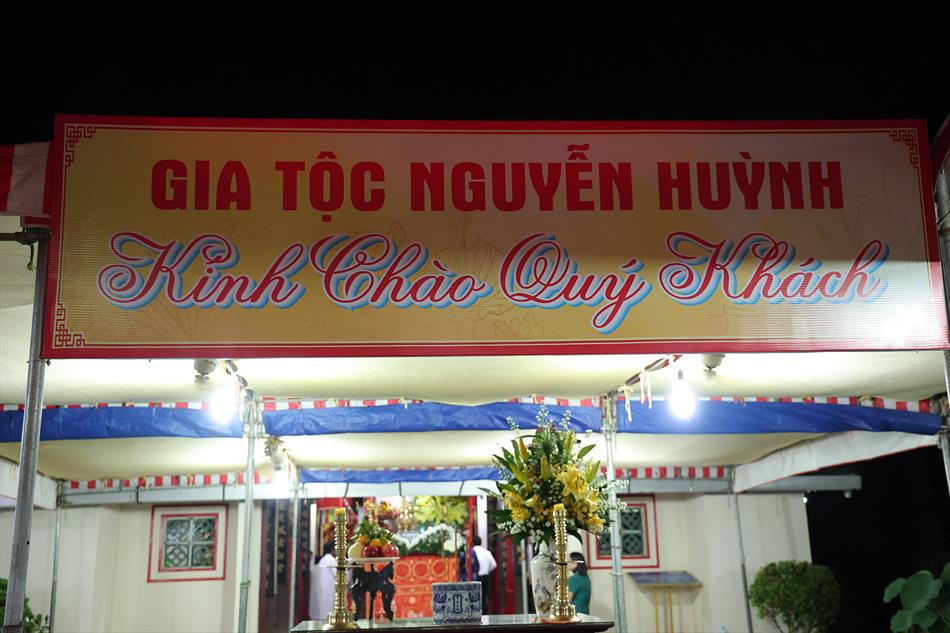 GIA TỘC NGUYỄN HUỲNH
Kính Chào Quý Khách